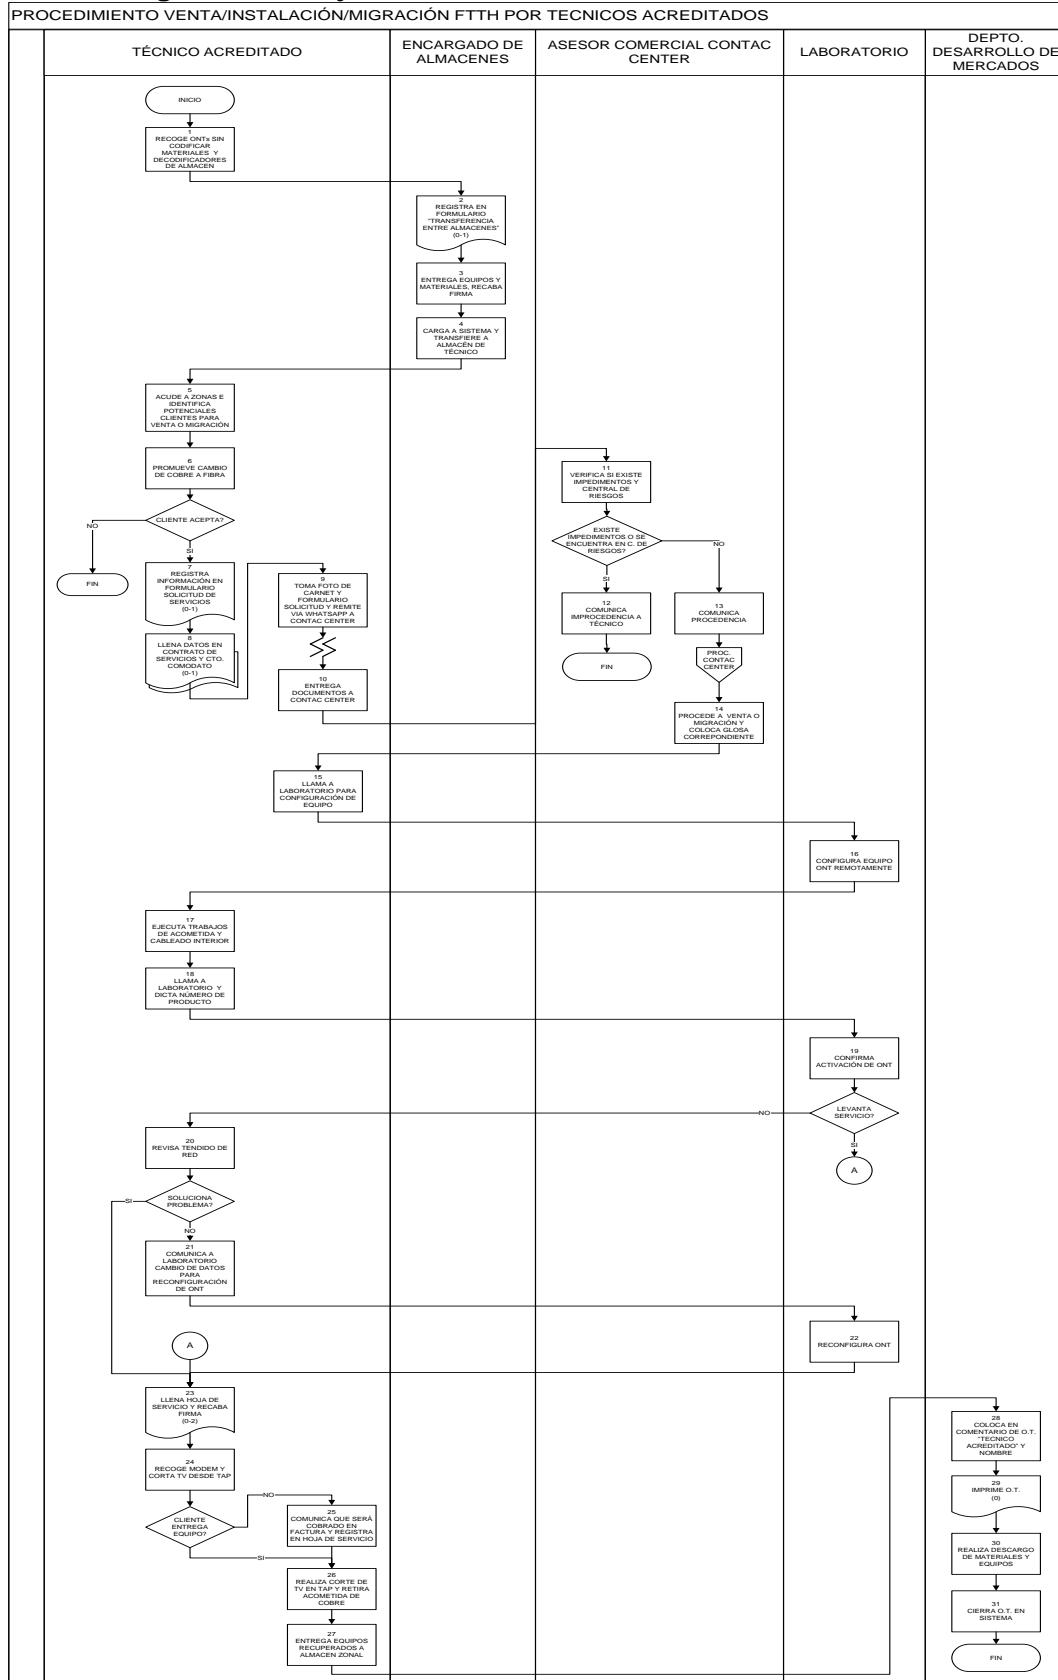 PROCEDIMIENTO VENTA/INSTALACIÓN/MIGRACIÓN FTTH POR TECNICOS ACREDITADOS
TÉCNICO ACREDITADO
ENCARGADO DE
ALMACENES
ASESOR COMERCIAL CONTAC
CENTER
LABORATORIO
DEPTO.
DESARROLLO DE
MERCADOS
INICIO
1
RECOGE ONTs SIN
CODIFICAR
MATERIALES Y
DECODIFICADORES
DE ALMACEN
2
REGISTRA EN
FORMULARIO
"TRANSFERENCIA
ENTRE ALMACENES"
(0-1)
3
ENTREGA EQUIPOS Y
MATERIALES, RECABA
FIRMA
4
CARGA A SISTEMA Y
TRANSFIERE A
ALMACÉN DE
TÉCNICO
5
ACUDE A ZONAS E
IDENTIFICA
POTENCIALES
CLIENTES PARA
VENTA O MIGRACIÓN
6
PROMUEVE CAMBIO
DE COBRE A FIBRA
CLIENTE ACEPTA?
NO
FIN
SI
7
REGISTRA
INFORMACIÓN EN
FORMULARIO
SOLICITUD DE
SERVICIOS
(0-1)
8
LLENA DATOS EN
CONTRATO DE
SERVICIOS Y CTO.
COMODATO
(0-1)
9
TOMA FOTO DE
CARNET Y
FORMULARIO
SOLICITUD Y REMITE
VIA WHATSAPP A
CONTAC CENTER
10
ENTREGA
DOCUMENTOS A
CONTAC CENTER
11
VERIFICA SI EXISTE
IMPEDIMENTOS Y
CENTRAL DE
RIESGOS
EXISTE
IMPEDIMENTOS O SE
ENCUENTRA EN C. DE
RIESGOS?
NO
SI
12
COMUNICA
IMPROCEDENCIA A
TÉCNICO
FIN
13
COMUNICA
PROCEDENCIA
PROC.
CONTAC
CENTER
14
PROCEDE A VENTA O
MIGRACIÓN Y
COLOCA GLOSA
CORREPONDIENTE
15
LLAMA A
LABORATORIO PARA
CONFIGURACIÓN DE
EQUIPO
16
CONFIGURA EQUIPO
ONT REMOTAMENTE
17
EJECUTA TRABAJOS
DE ACOMETIDA Y
CABLEADO INTERIOR
18
LLAMA A
LABORATORIO Y
DICTA NÚMERO DE
PRODUCTO
19
CONFIRMA
ACTIVACIÓN DE ONT
LEVANTA
SERVICIO?
NO
SI
A
20
REVISA TENDIDO DE
RED
SOLUCIONA
PROBLEMA?
SI
NO
21
COMUNICA A
LABORATORIO
CAMBIO DE DATOS
PARA
RECONFIGURACIÓN
DE ONT
22
RECONFIGURA ONT
A
23
LLENA HOJA DE
SERVICIO Y RECABA
FIRMA
(0-2)
24
RECOGE MODEM Y
CORTA TV DESDE TAP
CLIENTE
ENTREGA
EQUIPO?
NO
25
COMUNICA QUE SERÁ
COBRADO EN
FACTURA Y REGISTRA
EN HOJA DE SERVICIO
SI
26
REALIZA CORTE DE
TV EN TAP Y RETIRA
ACOMETIDA DE
COBRE
27
ENTREGA EQUIPOS
RECUPERADOS A
ALMACEN ZONAL
28
COLOCA EN
COMENTARIO DE O.T.
"TECNICO
ACREDITADO" Y
NOMBRE
29
IMPRIME O.T.
(0)
30
REALIZA DESCARGO
DE MATERIALES Y
EQUIPOS
31
CIERRA O.T. EN
SISTEMA
FIN